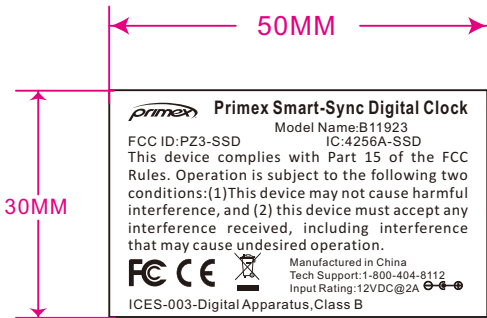 50MM
30MM
primex Primex Smart-Sync Digital Clock
Model Name:B11923
FCC ID:PZ3-SSD IC:4256A-SSD
This device complies with Part 15 of the FCC
Rules. Operation is subject to the following two
conditions:(1)This device may not cause harmful
interference, and (2) this device must accept any
interference received, including interference
that may cause undesired operation.
FC CE
Manufactured in China
Tech Support:1-800-404-8112
Input Rating:12VDC@2A
ICES-003-Digital Apparatus,Class B